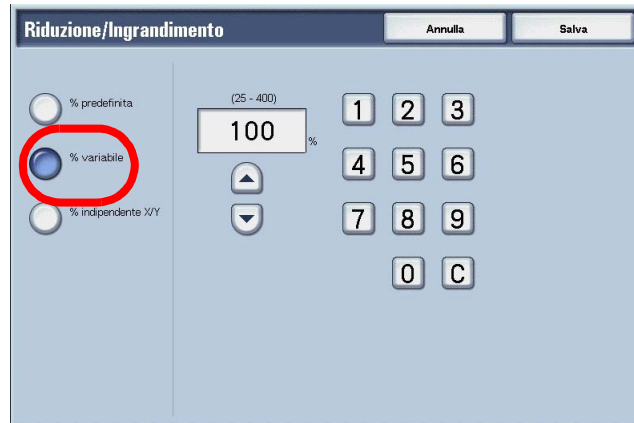 Riduzione/Ingrandimento
Annulla
Salva
% predefinita
% variabile
% indipendente X/Y
(25 - 400)
100 %
1 2 3
4 5 6
7 8 9
0 C